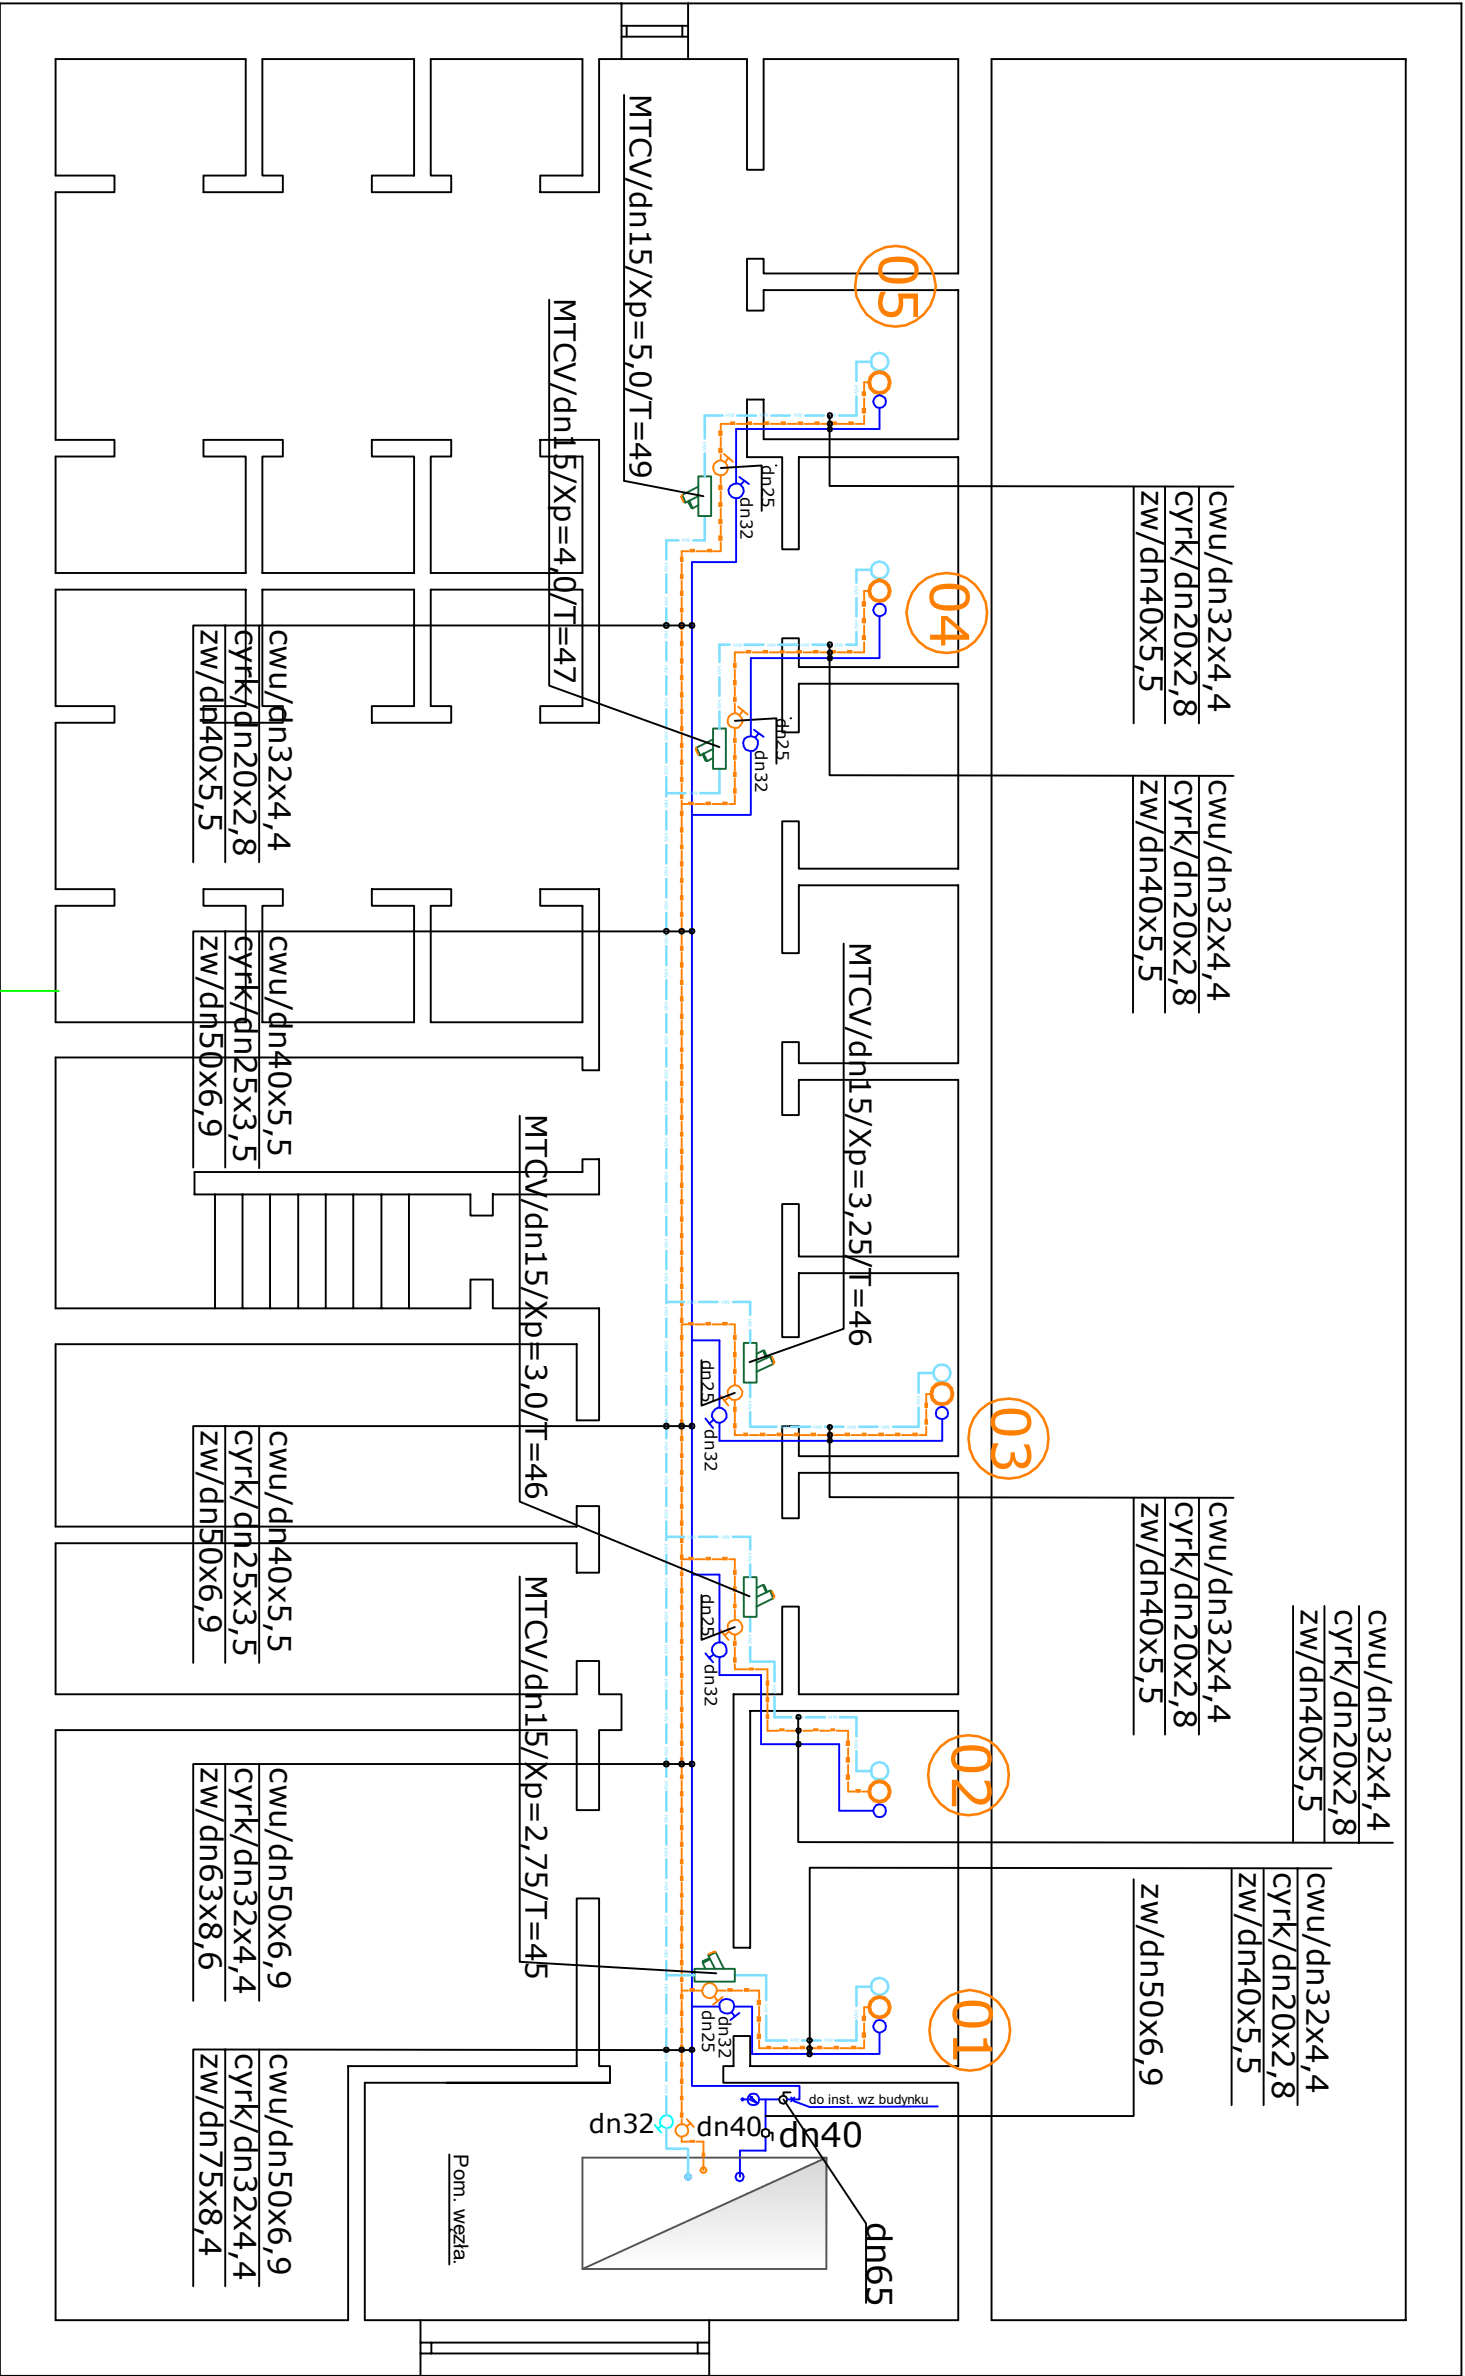 05
04
03
02
01
MTCV/dn15/Xp=5,0/T=49
MTCV/dn15/Xp=4,0/T=47
MTCV/dn15/Xp=3,25/T=46
MTCV/dn15/Xp=3,0/T=46
MTCV/dn15/Xp=2,75/T=45
cwu/dn32x4,4
cyrk/dn20x2,8
zw/dn40x5,5
cwu/dn32x4,4
cyrk/dn20x2,8
zw/dn40x5,5
cwu/dn32x4,4
cyrk/dn20x2,8
zw/dn40x5,5
cwu/dn32x4,4
cyrk/dn20x2,8
zw/dn40x5,5
cwu/dn32x4,4
cyrk/dn20x2,8
zw/dn40x5,5
zw/dn50x6,9
cwu/dn32x4,4
cyrk/dn20x2,8
zw/dn40x5,5
cwu/dn40x5,5
cyrk/dn25x3,5
zw/dn50x6,9
cwu/dn40x5,5
cyrk/dn25x3,5
zw/dn50x6,9
cwu/dn50x6,9
cyrk/dn32x4,4
zw/dn63x8,6
cwu/dn50x6,9
cyrk/dn32x4,4
zw/dn75x8,4
dn25
dn32
dn25
dn32
dn25
dn32
dn25
dn32
dn32
dn25
do inst. wz budynku
dn32
dn40
dn40
dn65
Pom. węzła.